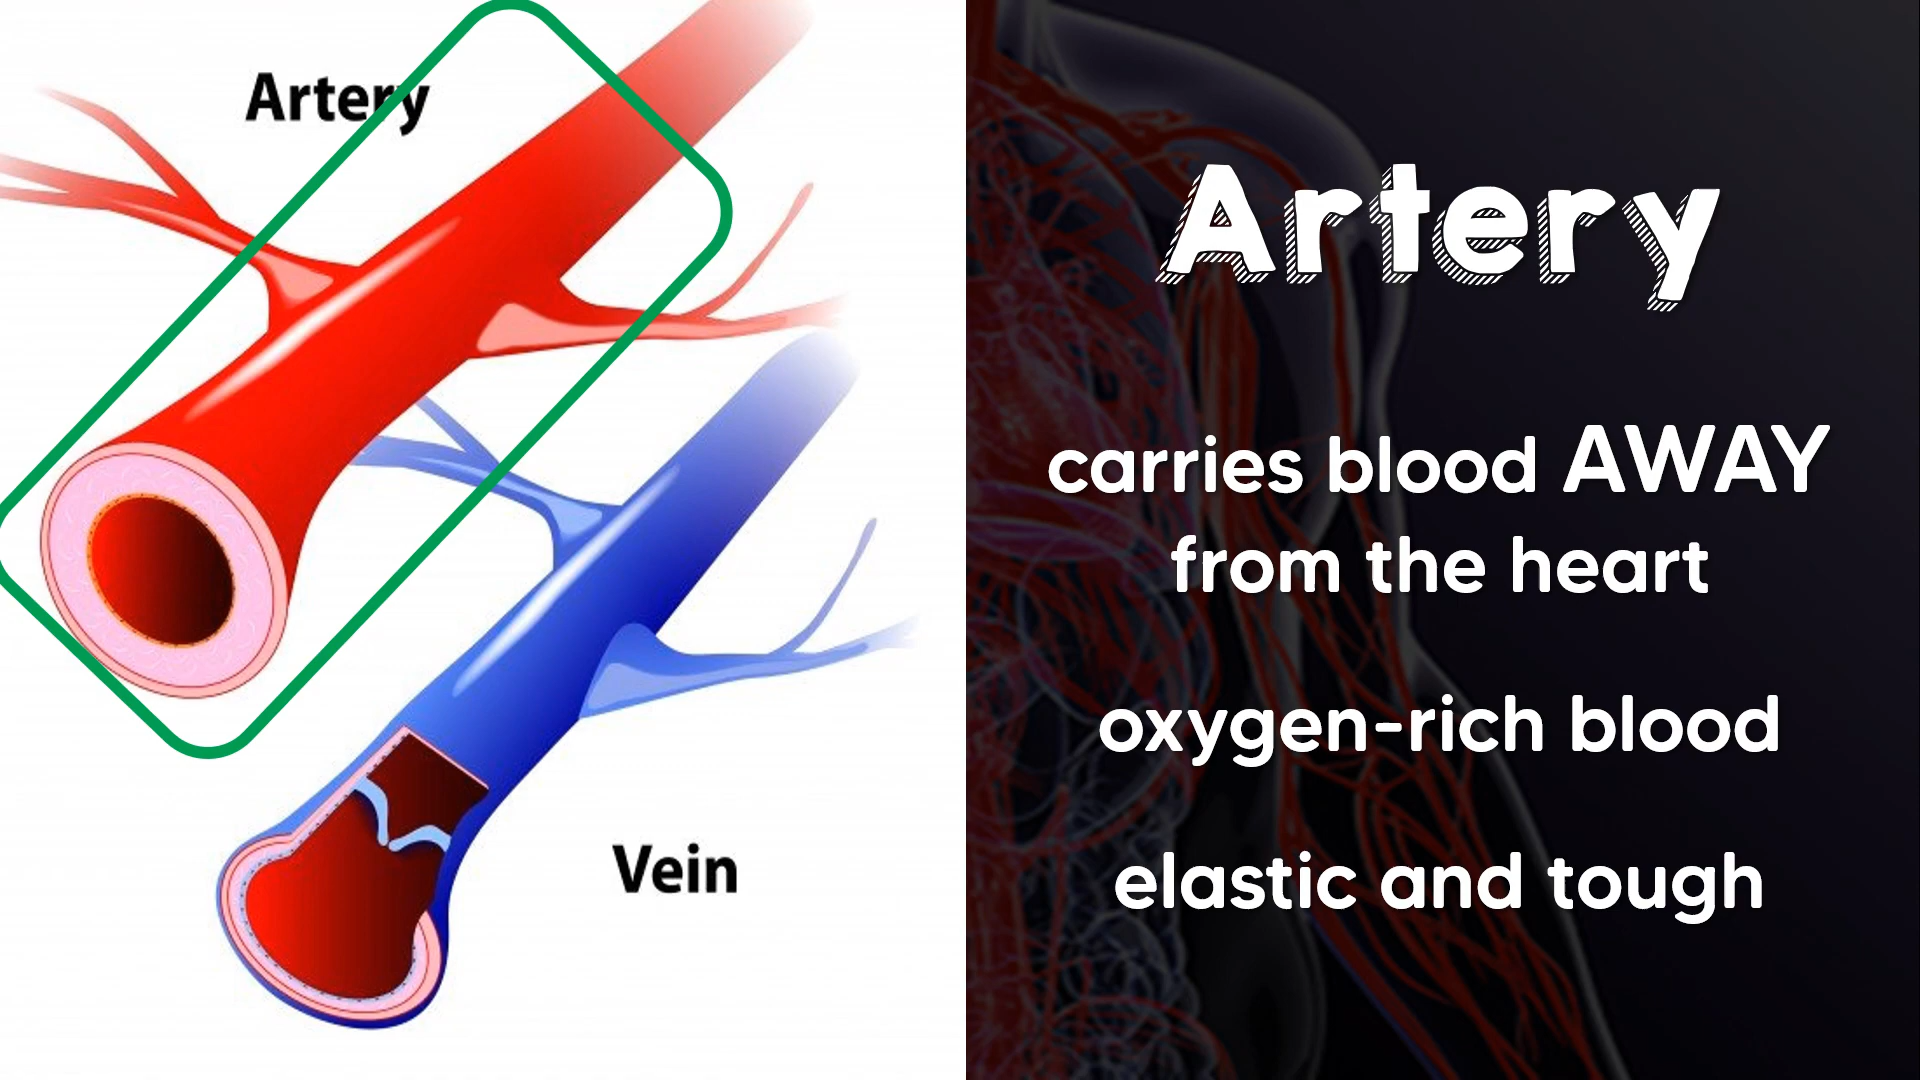 Artery
Vein
Artery
carries blood AWAY
from the heart
oxygen-rich blood
elastic and tough